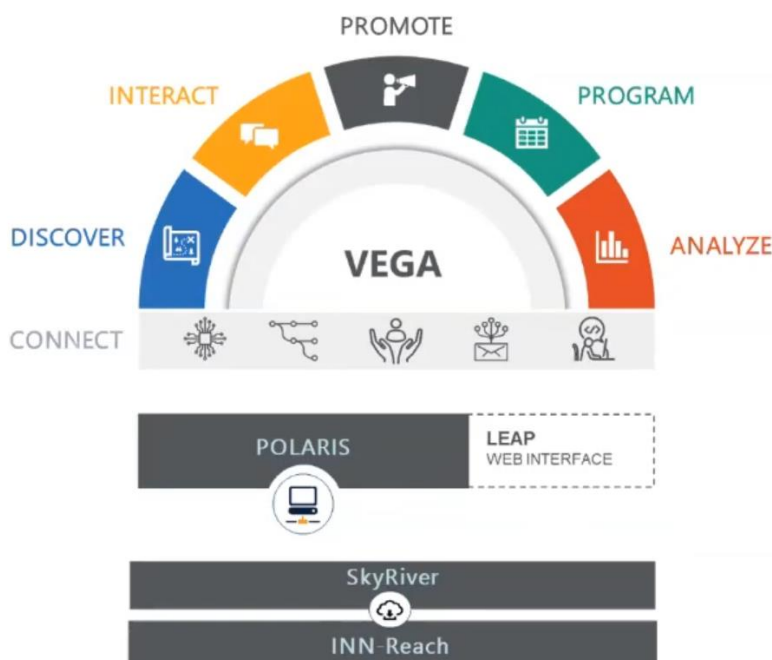 PROMOTE
INTERACT
PROGRAM
DISCOVER
VEGA
ANALYZE
CONNECT
POLARIS
LEAP
WEB INTERFACE
SkyRiver
INN-Reach